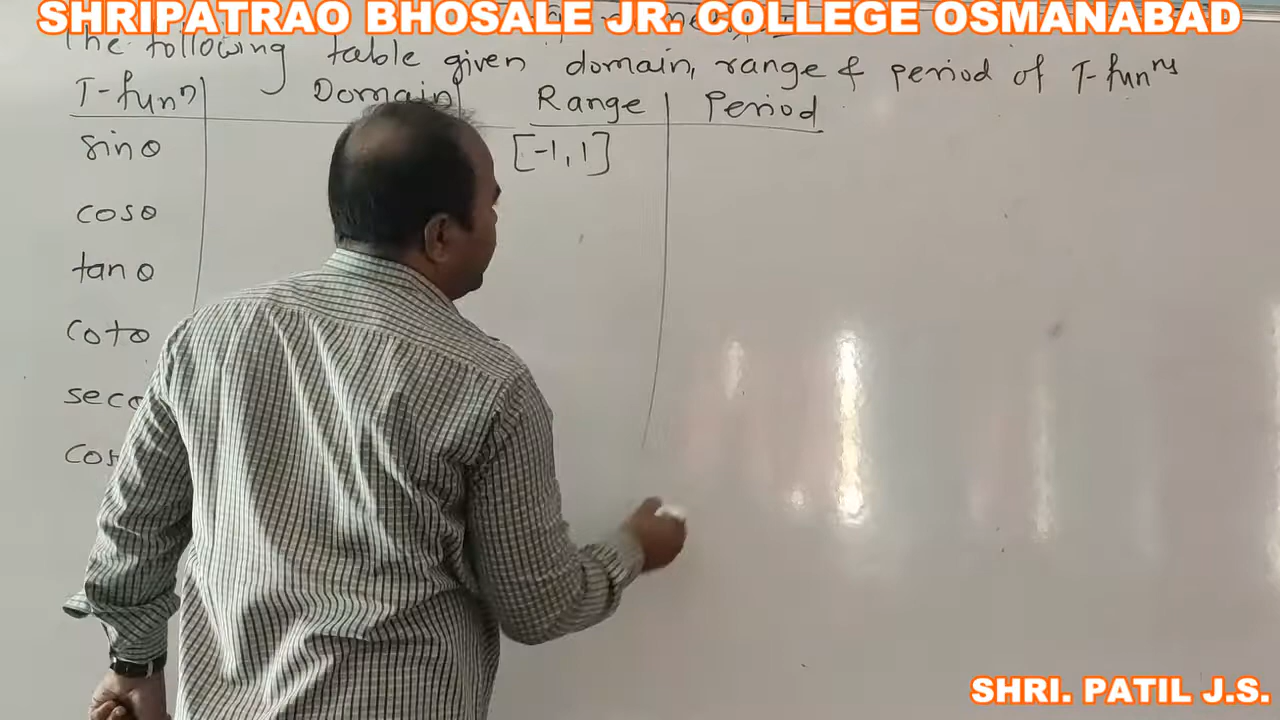 SHRIPATRAO BHOSALE JR. COLLEGE OSMANABAD
The following table given domain, range & period of T-funⁿˢ
T-funⁿ Domain Range Period
sinθ [-1, 1]
cosθ
tanθ
cotθ
secθ
SHRI. PATIL J.S.